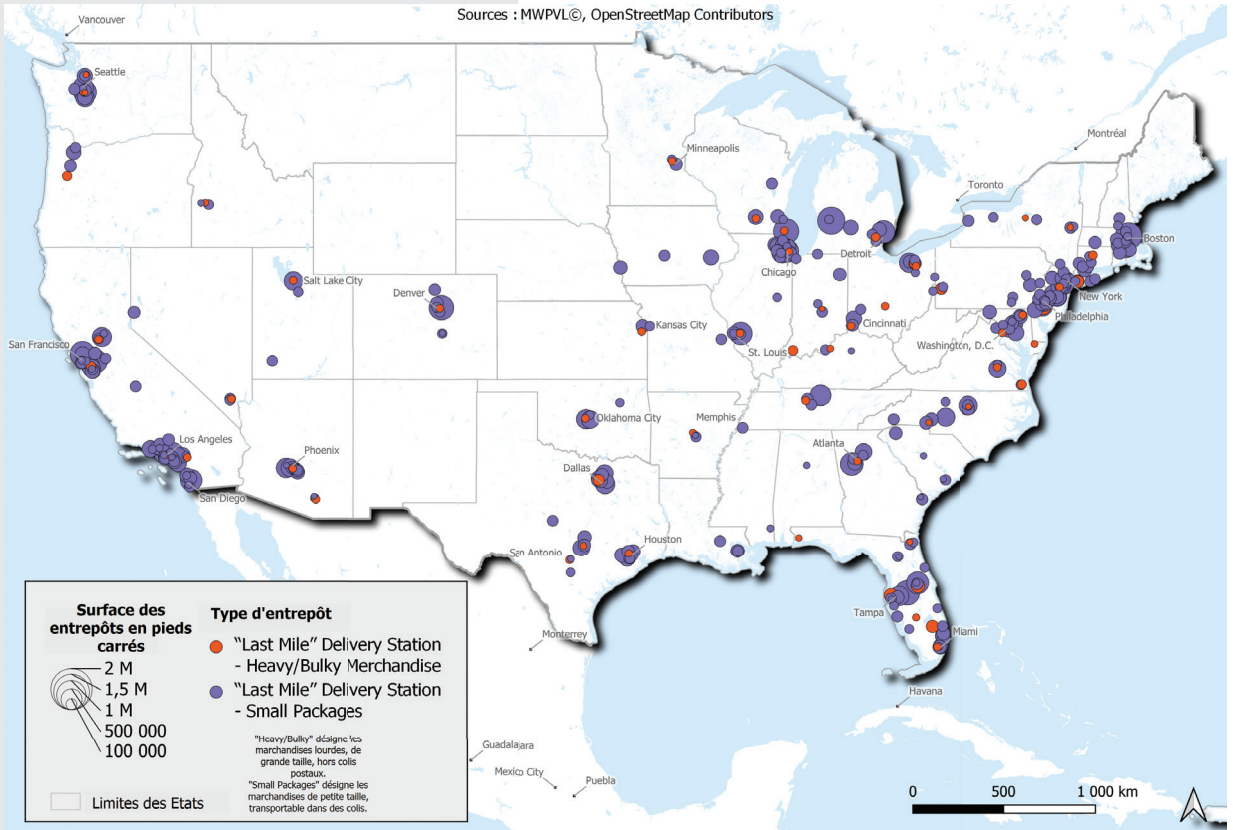 Sources : MWPVL©, OpenStreetMap Contributors
Vancouver
Seattle
Minneapolis
Montréal
Toronto
Boston
Detroit
Chicago
Salt Lake City
Denver
New York
Philadelphia
Kansas City
Cincinnati
San Francisco
St. Louis
Washington, D.C.
Oklahoma City
Memphis
Los Angeles
Phoenix
Atlanta
Dallas
San Diego
San Antonio
Houston
Tampa
Miami
Monterrey
Havana
Guadalajara
Mexico City
Puebla
Surface des
entrepôts en pieds
carrés
2 M
1,5 M
1 M
500 000
100 000
Limites des Etats
Type d'entrepôt
“Last Mile” Delivery Station
- Heavy/Bulky Merchandise
“Last Mile” Delivery Station
- Small Packages
"Heavy/Bulky" désigne les
marchandises lourdes, de
grande taille, hors colis
postaux.
"Small Packages" désigne les
marchandises de petite taille,
transportable dans des colis.
0 500 1 000 km